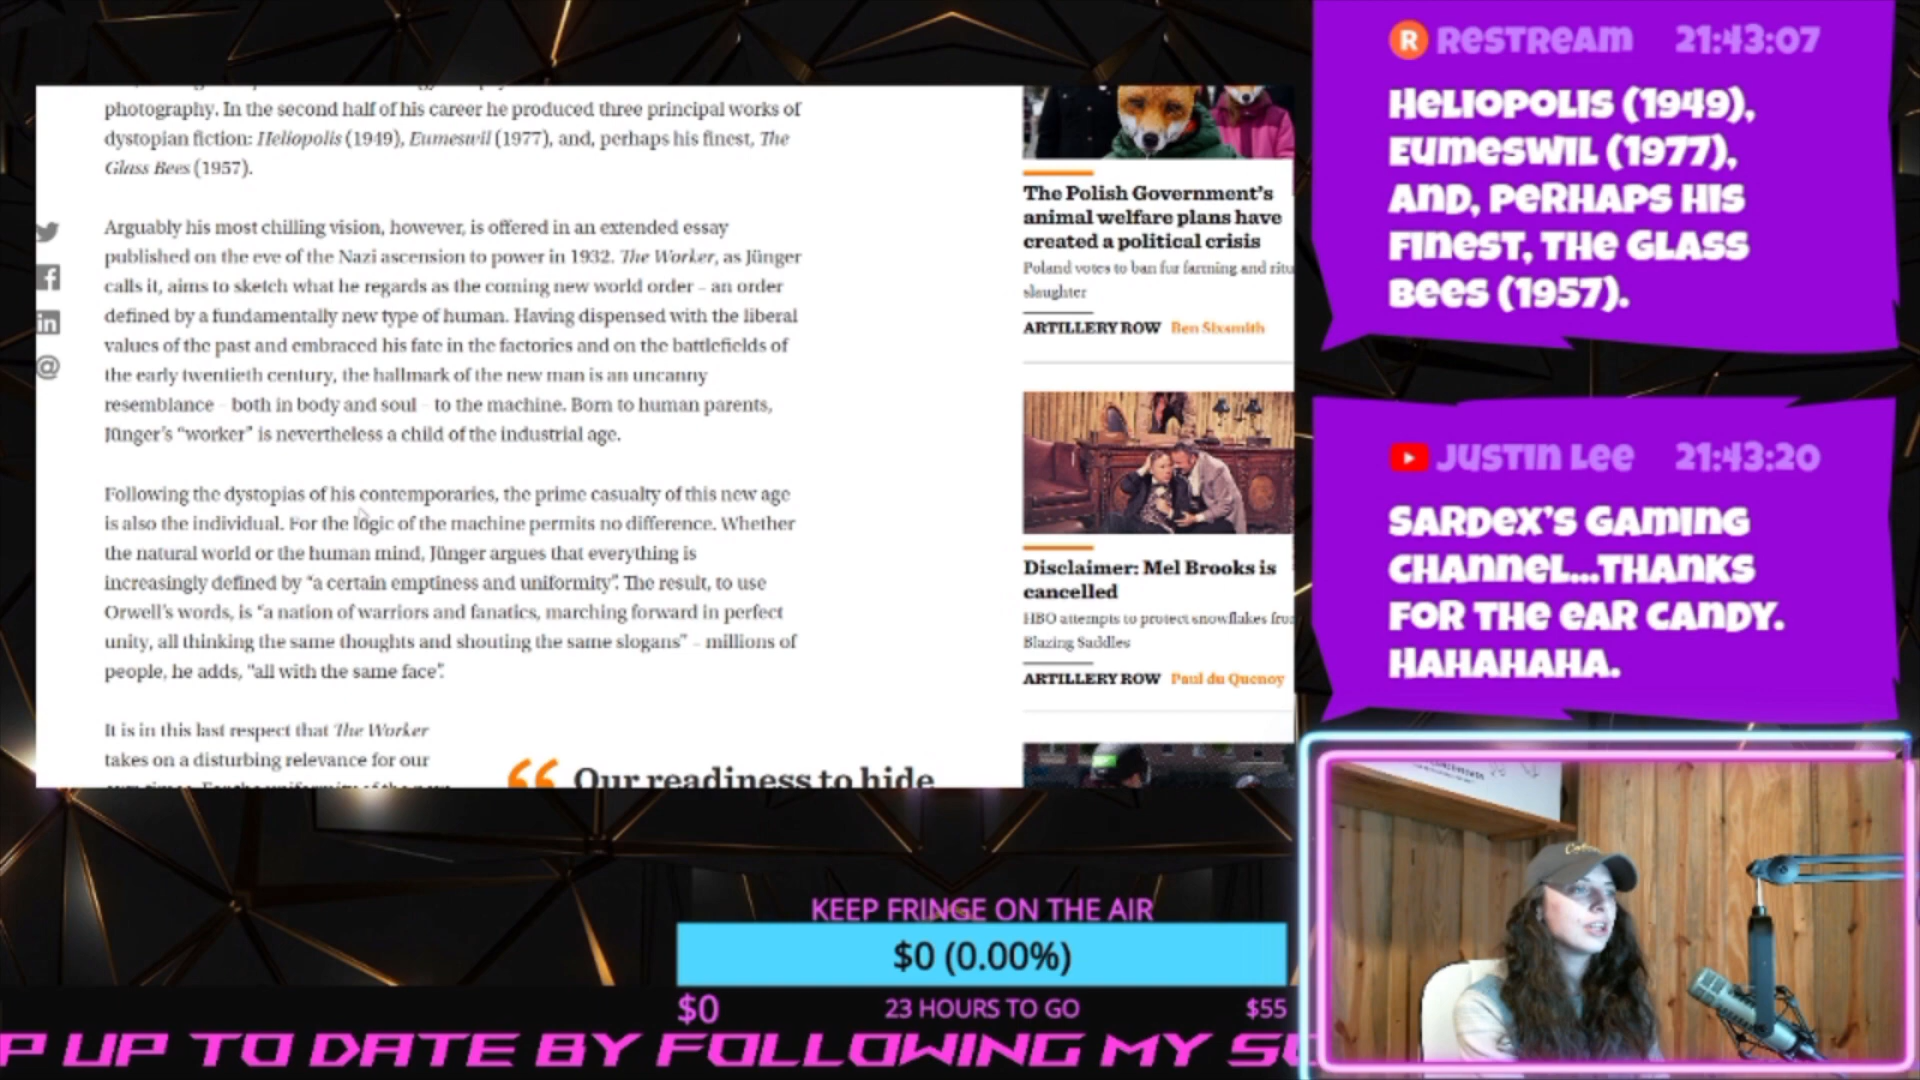 photography. In the second half of his career he produced three principal works of
dystopian fiction: Heliopolis (1949), Eumeswil (1977), and, perhaps his finest, The
Glass Bees (1957).
Arguably his most chilling vision, however, is offered in an extended essay
published on the eve of the Nazi ascension to power in 1932. The Worker, as Jünger
calls it, aims to sketch what he regards as the coming new world order – an order
defined by a fundamentally new type of human. Having dispensed with the liberal
values of the past and embraced his fate in the factories and on the battlefields of
the early twentieth century, the hallmark of the new man is an uncanny
resemblance – both in body and soul – to the machine. Born to human parents,
Jünger’s “worker” is nevertheless a child of the industrial age.
Following the dystopias of his contemporaries, the prime casualty of this new age
is also the individual. For the logic of the machine permits no difference. Whether
the natural world or the human mind, Jünger argues that everything is
increasingly defined by “a certain emptiness and uniformity”. The result, to use
Orwell’s words, is “a nation of warriors and fanatics, marching forward in perfect
unity, all thinking the same thoughts and shouting the same slogans” – millions of
people, he adds, “all with the same face”.
It is in this last respect that The Worker
takes on a disturbing relevance for our
“ Our readiness to hide
The Polish Government’s
animal welfare plans have
created a political crisis
Poland votes to ban fur farming and ritu
slaughter
ARTILLERY ROW Ben Sixsmith
Disclaimer: Mel Brooks is
cancelled
HBO attempts to protect snowflakes fro
Blazing Saddles
ARTILLERY ROW Paul du Quenoy
R RESTREAM 21:43:07
HELIOPOLIS (1949),
EUMESWIL (1977),
AND, PERHAPS HIS
FINEST, THE GLASS
BEES (1957).
JUSTIN LEE 21:43:20
SARDEX’S GAMING
CHANNEL...THANKS
FOR THE EAR CANDY.
HAHAHAHA.
KEEP FRINGE ON THE AIR
$0 (0.00%)
$0 23 HOURS TO GO $55
P UP TO DATE BY FOLLOWING MY S